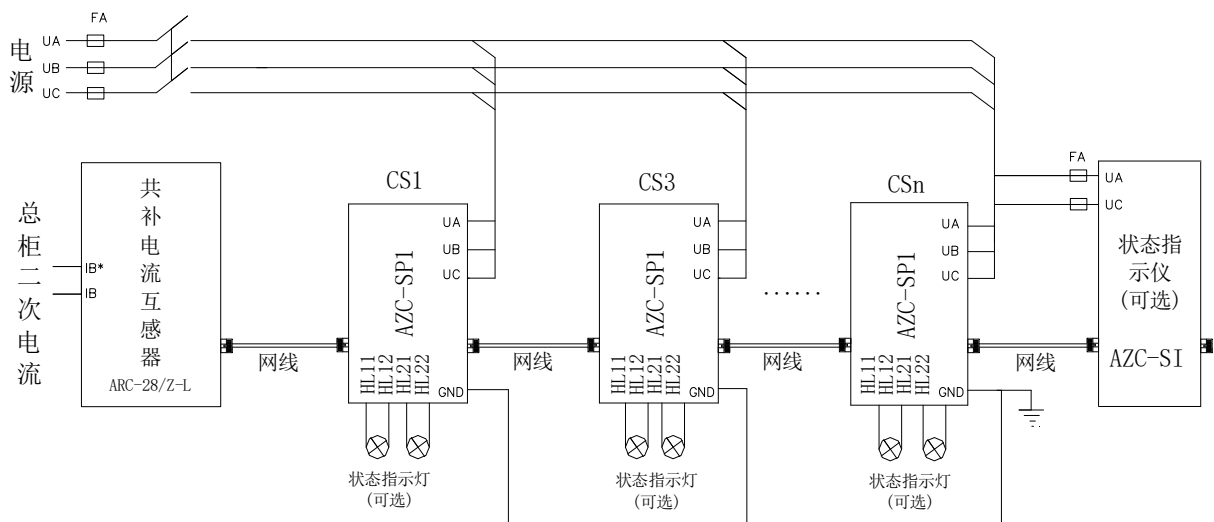 FA
电源
UA
UB
UC
总柜二次电流
IB*
IB
共补电流互感器
ARC-28/Z-L
网线
CS1
AZC-SP1
UA
UB
UC
HL11
HL12
HL21
HL22
GND
状态指示灯
(可选)
网线
CS3
AZC-SP1
UA
UB
UC
HL11
HL12
HL21
HL22
GND
状态指示灯
(可选)
······
网线
CSn
AZC-SP1
UA
UB
UC
HL11
HL12
HL21
HL22
GND
状态指示灯
(可选)
网线
FA
UA
UC
状态指
示仪
(可选)
AZC-SI